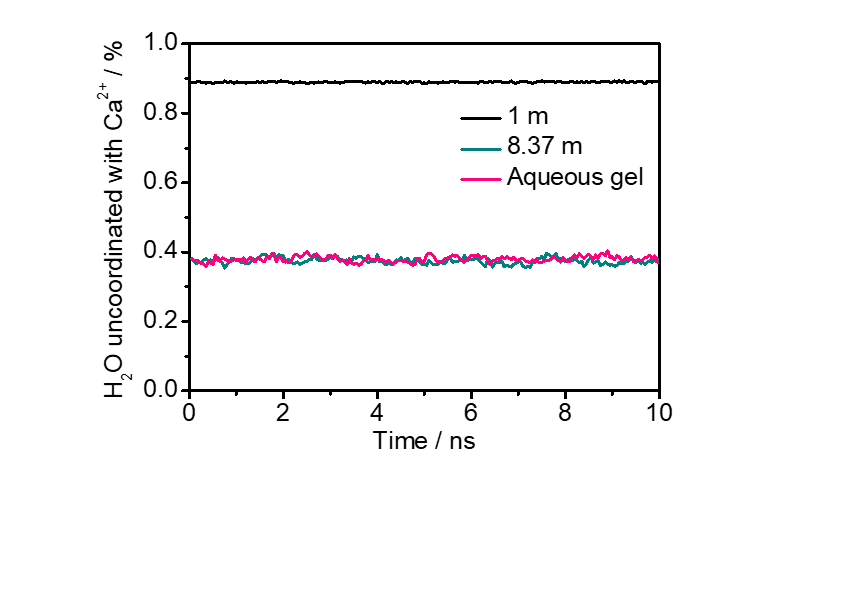 H₂O uncoordinated with Ca²⁺ / %
1.0
0.8
0.6
0.4
0.2
0.0
1 m
8.37 m
Aqueous gel
0 2 4 6 8 10
Time / ns